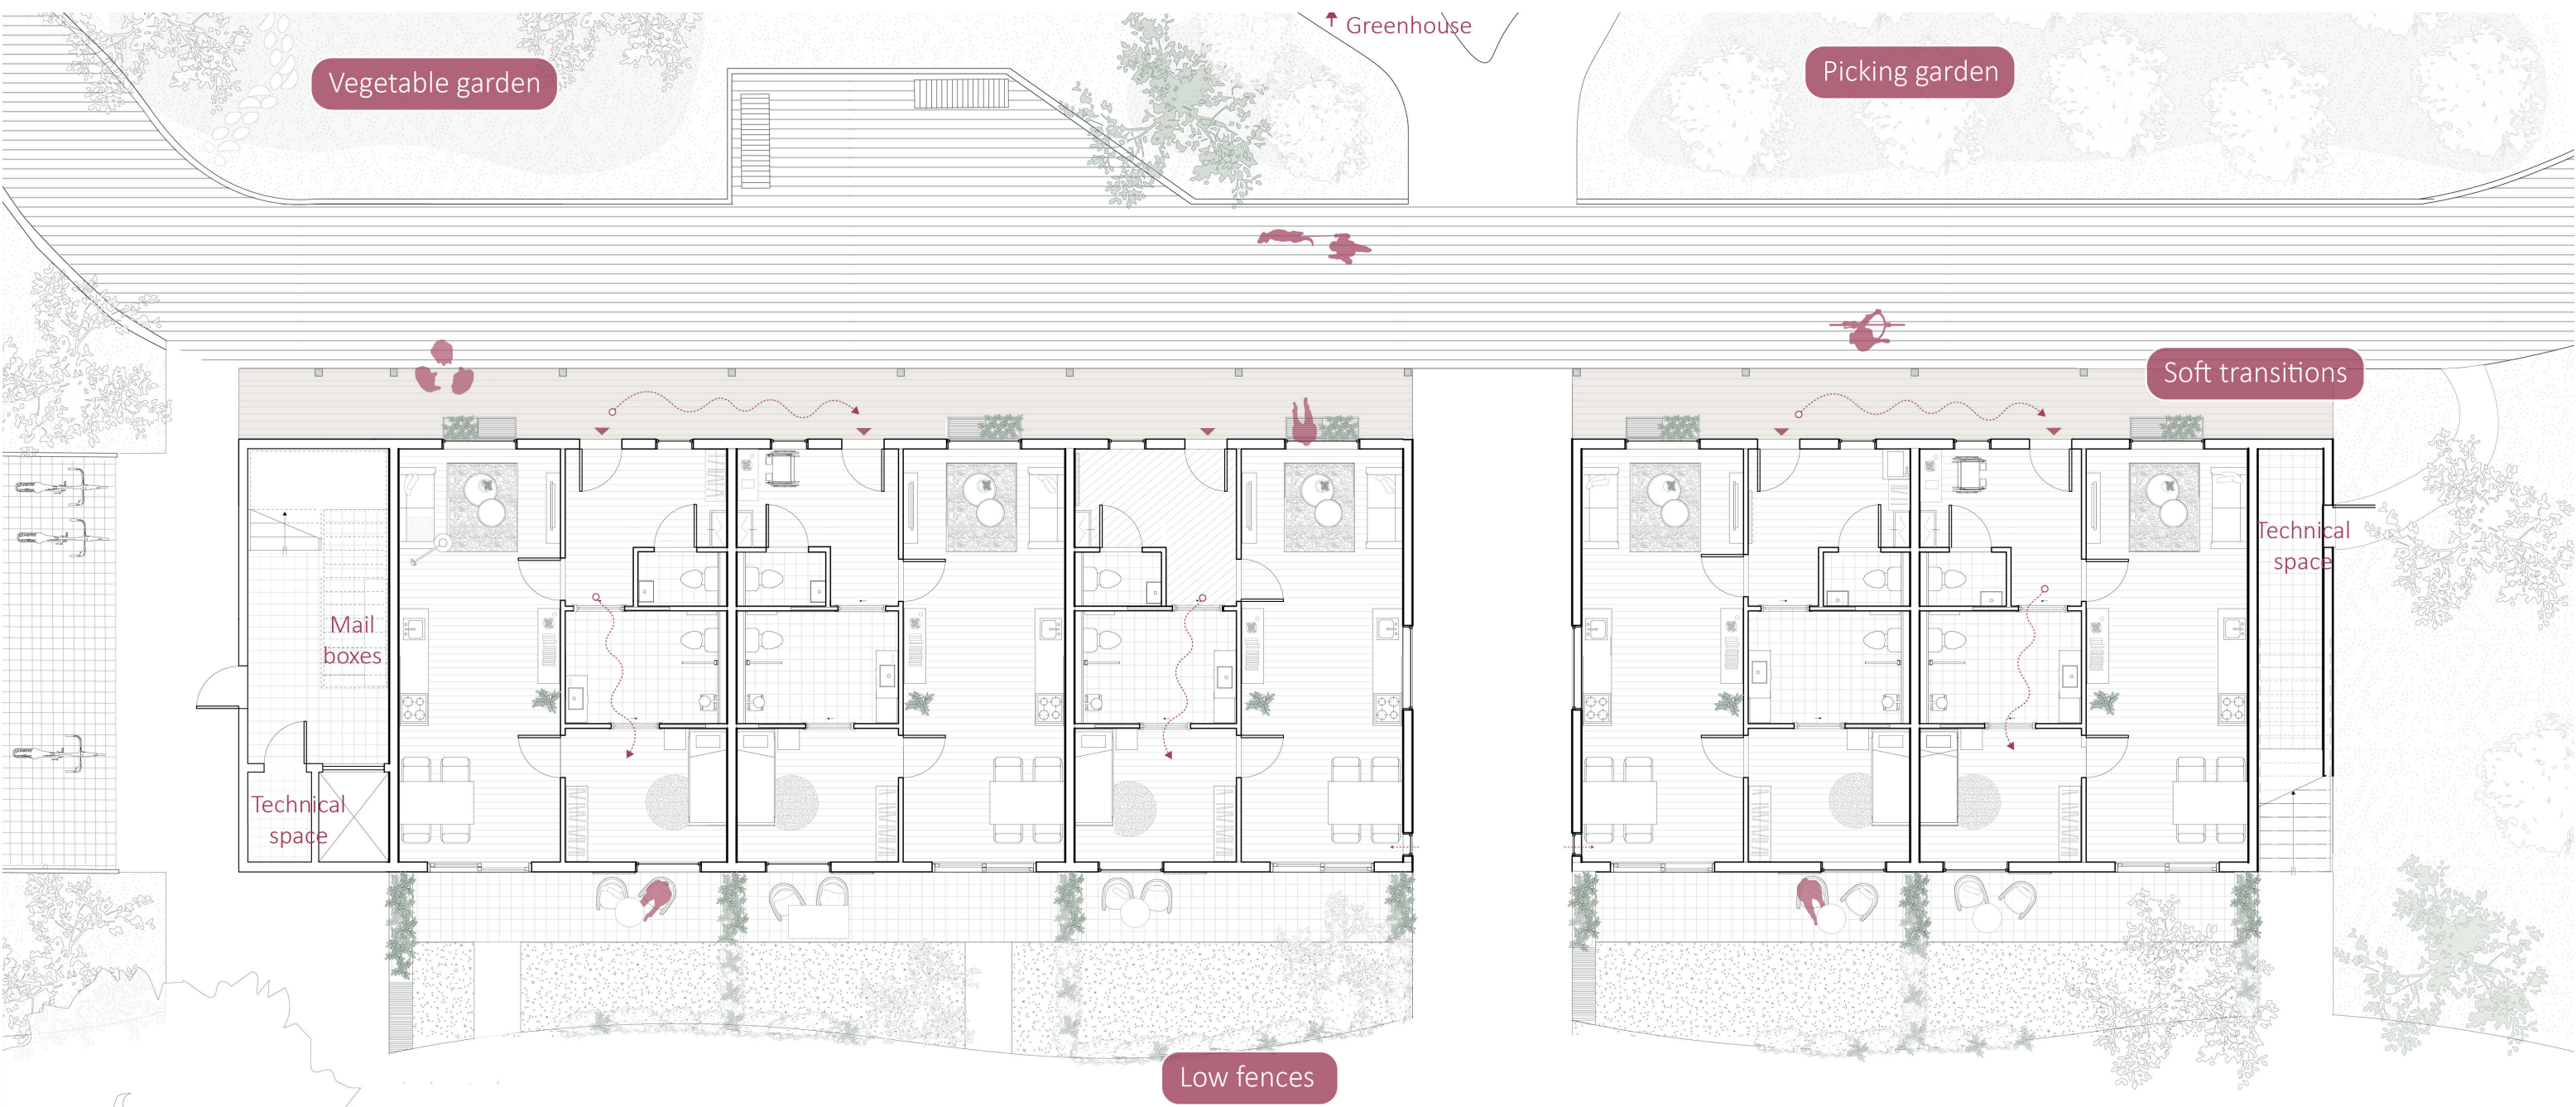 Greenhouse
Vegetable garden
Picking garden
Soft transitions
Technical
space
Mail
boxes
Technical
space
Low fences